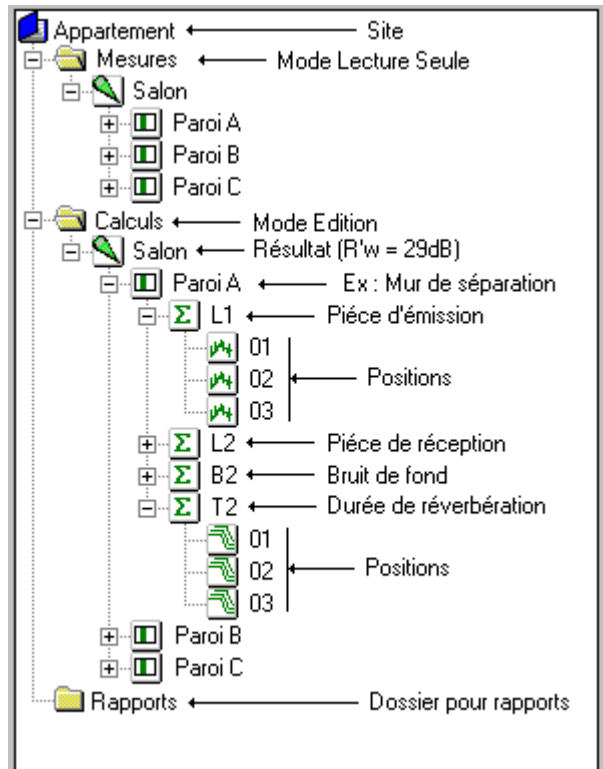 Appartement Site
Mesures Mode Lecture Seule
Salon
Paroi A
Paroi B
Paroi C
Calculs Mode Edition
Salon Résultat (R'w = 29dB)
Paroi A Ex : Mur de séparation
Σ L1 Piéce d'émission
01
02 Positions
03
Σ L2 Piéce de réception
Σ B2 Bruit de fond
Σ T2 Durée de réverbération
01
02 Positions
03
Paroi B
Paroi C
Rapports Dossier pour rapports